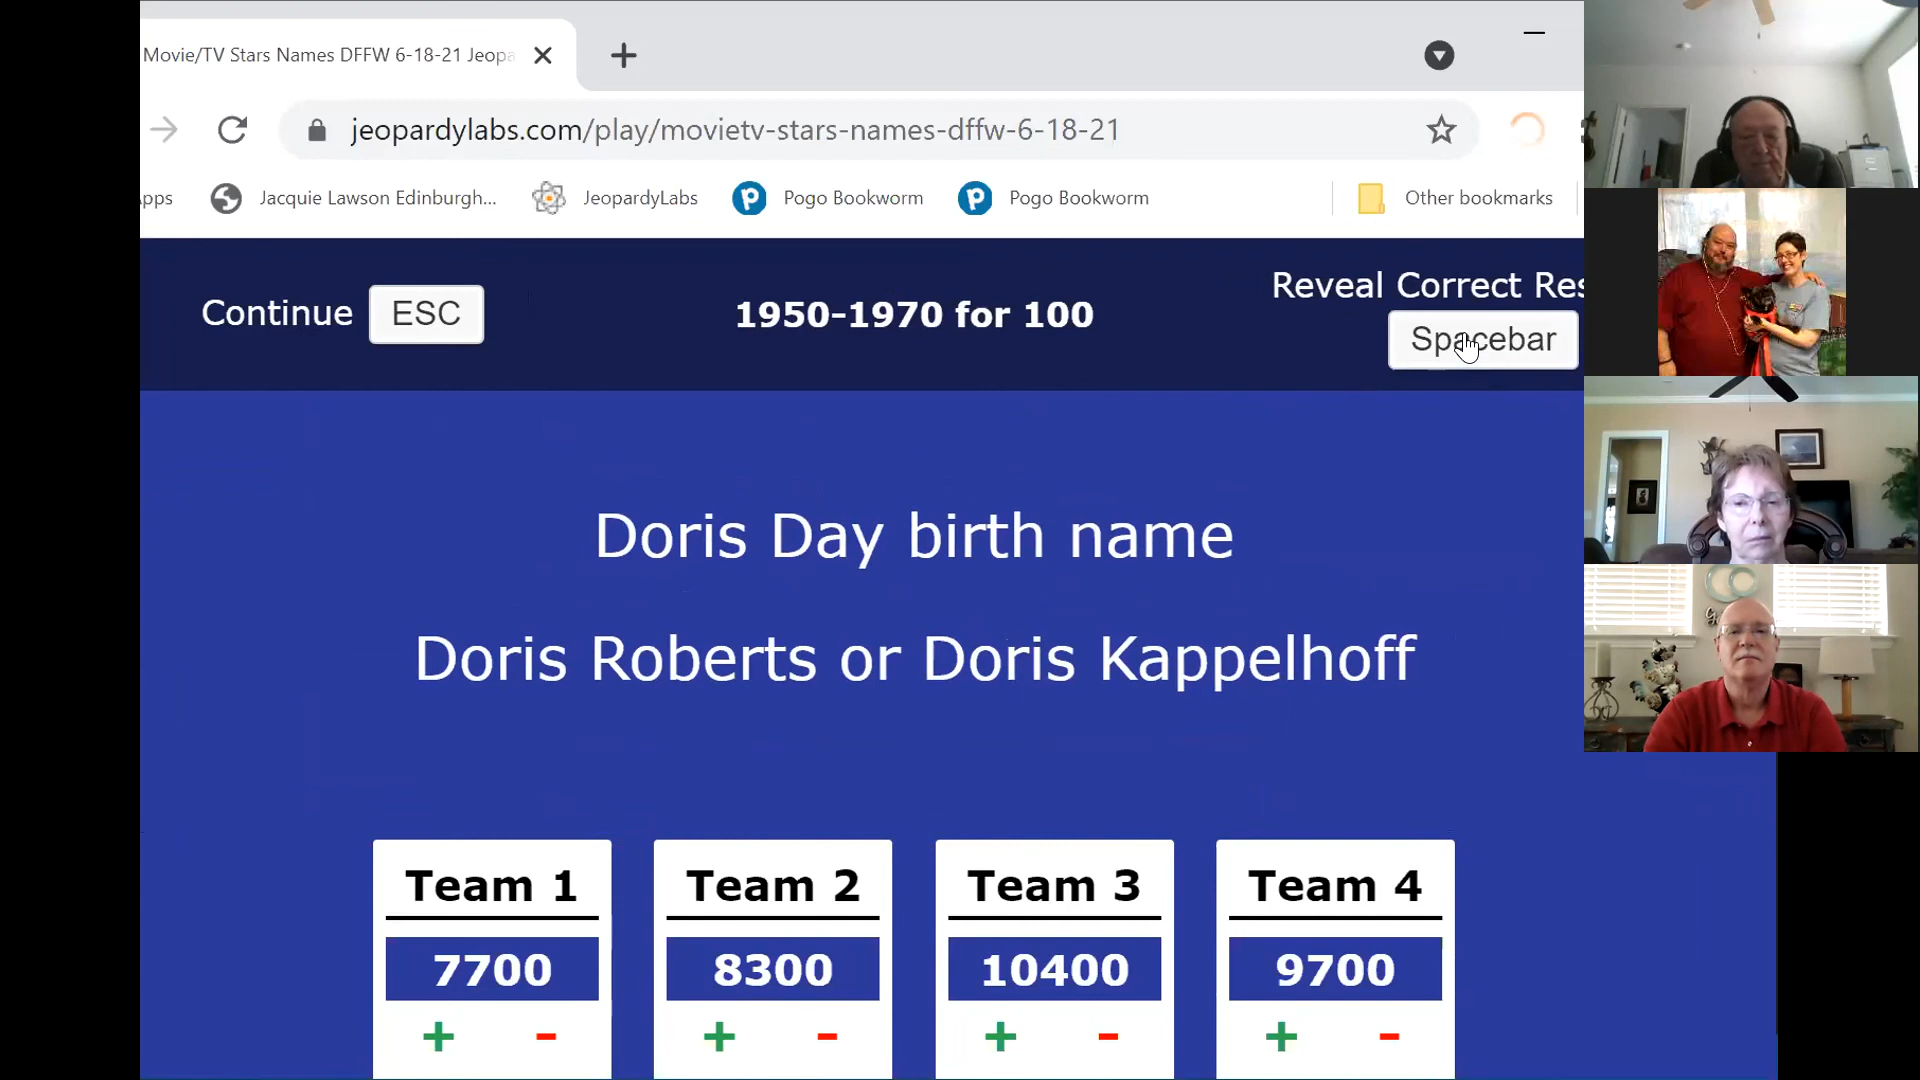 Movie/TV Stars Names DFFW 6-18-21 Jeopa
jeopardylabs.com/play/movietv-stars-names-dffw-6-18-21
pps
Jacquie Lawson Edinburgh...
JeopardyLabs
Pogo Bookworm
Pogo Bookworm
Other bookmarks
Continue ESC
1950-1970 for 100
Reveal Correct Res
Spacebar
Doris Day birth name
Doris Roberts or Doris Kappelhoff
Team 1 Team 2 Team 3 Team 4
7700 8300 10400 9700
+ - + - + - + -